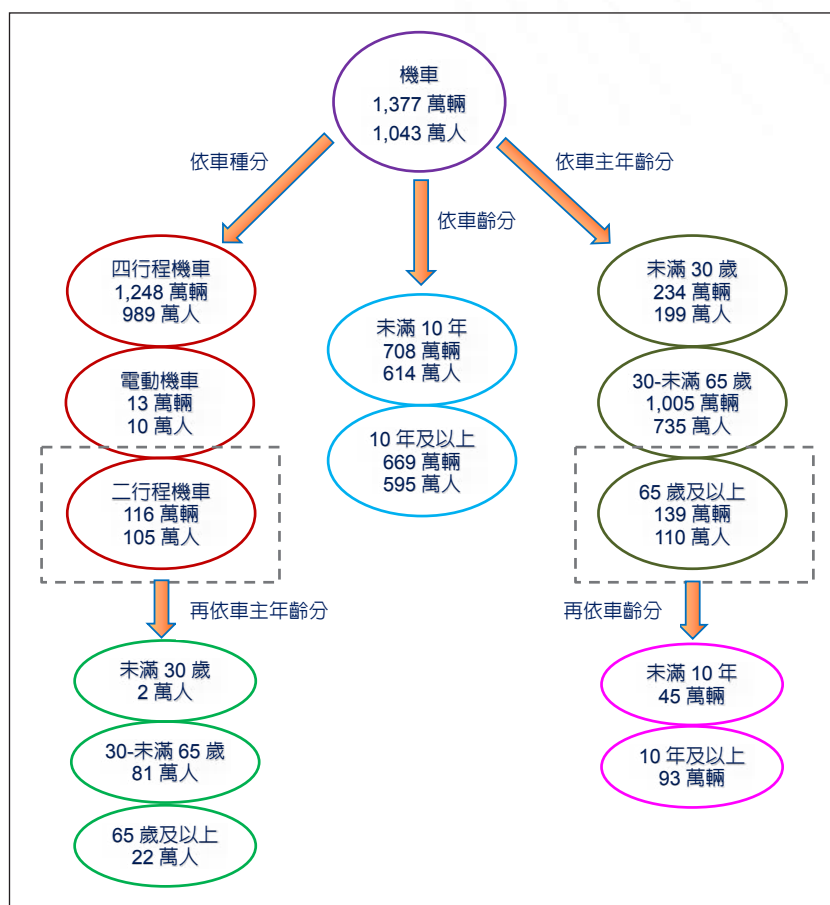 機車
1,377 萬輛
1,043 萬人
依車種分
依車齡分
依車主年齡分
四行程機車
1,248 萬輛
989 萬人
電動機車
13 萬輛
10 萬人
二行程機車
116 萬輛
105 萬人
未滿 10 年
708 萬輛
614 萬人
10 年及以上
669 萬輛
595 萬人
未滿 30 歲
234 萬輛
199 萬人
30-未滿 65 歲
1,005 萬輛
735 萬人
65 歲及以上
139 萬輛
110 萬人
再依車主年齡分
未滿 30 歲
2 萬人
30-未滿 65 歲
81 萬人
65 歲及以上
22 萬人
再依車齡分
未滿 10 年
45 萬輛
10 年及以上
93 萬輛